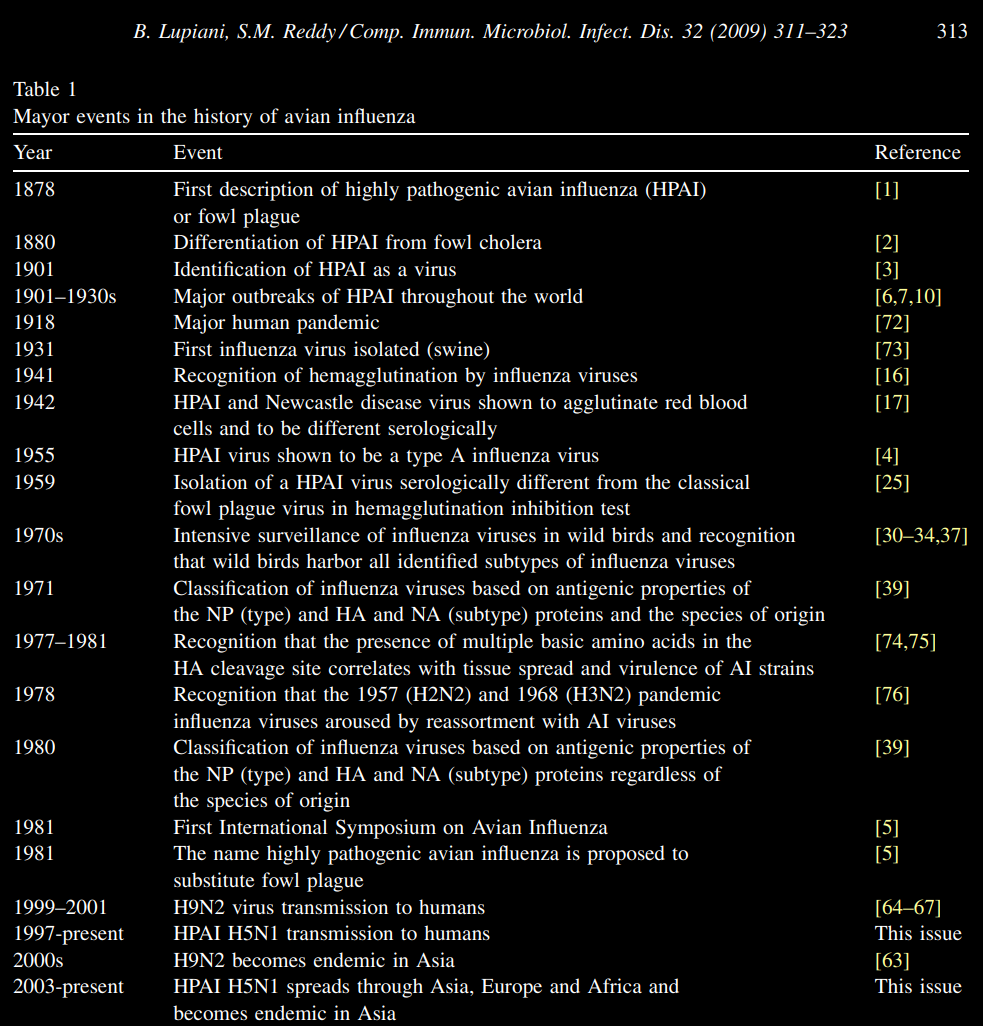 B. Lupiani, S.M. Reddy / Comp. Immun. Microbiol. Infect. Dis. 32 (2009) 311–323 313
Table 1
Mayor events in the history of avian influenza
Year Event Reference
1878 First description of highly pathogenic avian influenza (HPAI) [1]
or fowl plague
1880 Differentiation of HPAI from fowl cholera [2]
1901 Identification of HPAI as a virus [3]
1901–1930s Major outbreaks of HPAI throughout the world [6,7,10]
1918 Major human pandemic [72]
1931 First influenza virus isolated (swine) [73]
1941 Recognition of hemagglutination by influenza viruses [16]
1942 HPAI and Newcastle disease virus shown to agglutinate red blood [17]
cells and to be different serologically
1955 HPAI virus shown to be a type A influenza virus [4]
1959 Isolation of a HPAI virus serologically different from the classical [25]
fowl plague virus in hemagglutination inhibition test
1970s Intensive surveillance of influenza viruses in wild birds and recognition [30–34,37]
that wild birds harbor all identified subtypes of influenza viruses
1971 Classification of influenza viruses based on antigenic properties of [39]
the NP (type) and HA and NA (subtype) proteins and the species of origin
1977–1981 Recognition that the presence of multiple basic amino acids in the [74,75]
HA cleavage site correlates with tissue spread and virulence of AI strains
1978 Recognition that the 1957 (H2N2) and 1968 (H3N2) pandemic [76]
influenza viruses aroused by reassortment with AI viruses
1980 Classification of influenza viruses based on antigenic properties of [39]
the NP (type) and HA and NA (subtype) proteins regardless of
the species of origin
1981 First International Symposium on Avian Influenza [5]
1981 The name highly pathogenic avian influenza is proposed to [5]
substitute fowl plague
1999–2001 H9N2 virus transmission to humans [64–67]
1997-present HPAI H5N1 transmission to humans This issue
2000s H9N2 becomes endemic in Asia [63]
2003-present HPAI H5N1 spreads through Asia, Europe and Africa and This issue
becomes endemic in Asia